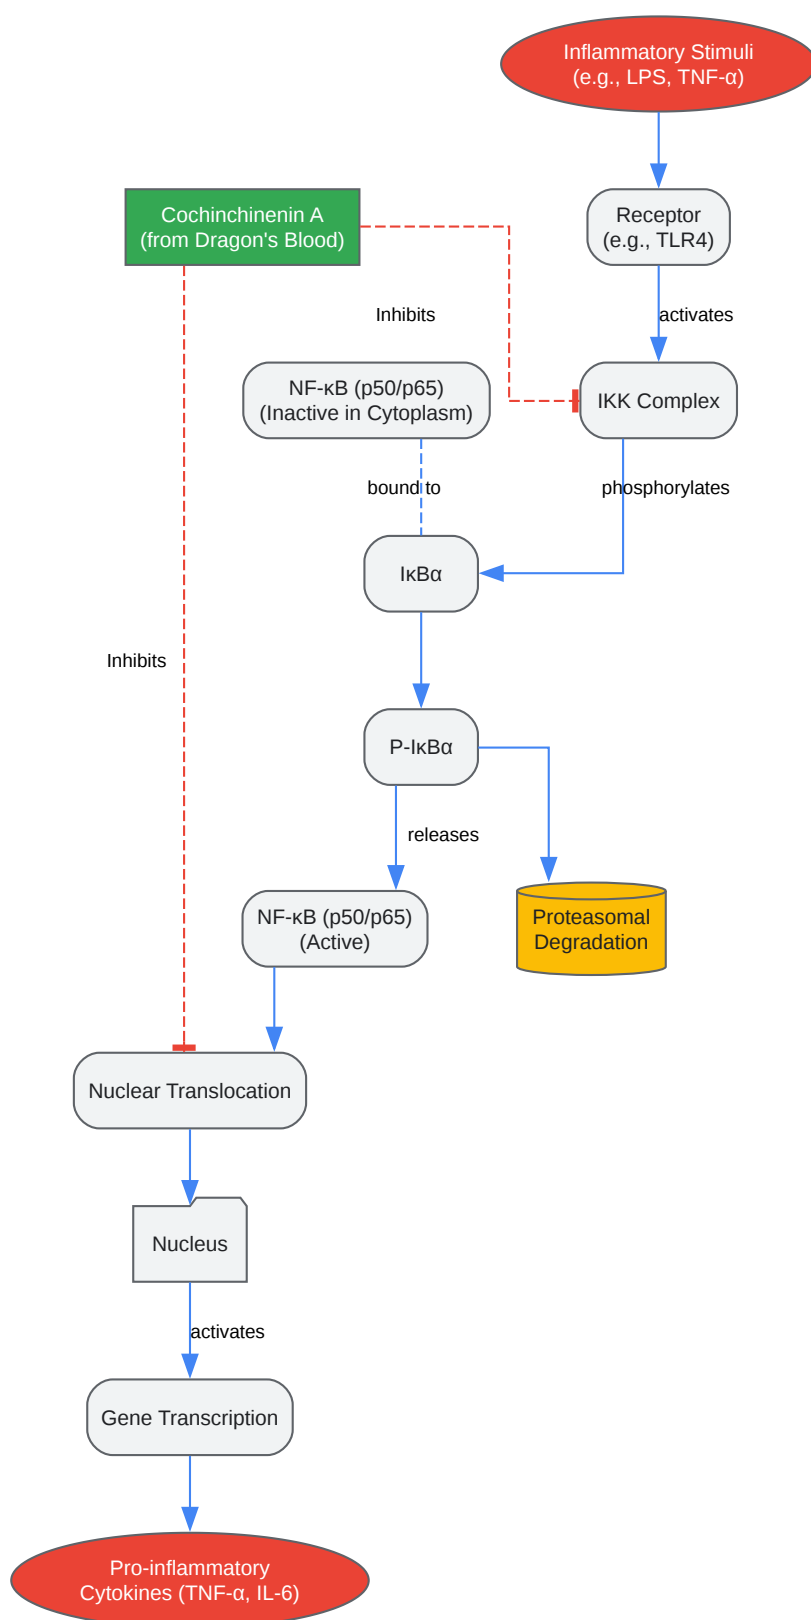 Inflammatory Stimuli
(e.g., LPS, TNF-α)
Cochinchinenin A
(from Dragon's Blood)
Receptor
(e.g., TLR4)
Inhibits
activates
NF-κB (p50/p65)
(Inactive in Cytoplasm)
IKK Complex
bound to
phosphorylates
IκBα
Inhibits
P-IκBα
releases
NF-κB (p50/p65)
(Active)
Proteasomal
Degradation
Nuclear Translocation
Nucleus
activates
Gene Transcription
Pro-inflammatory
Cytokines (TNF-α, IL-6)